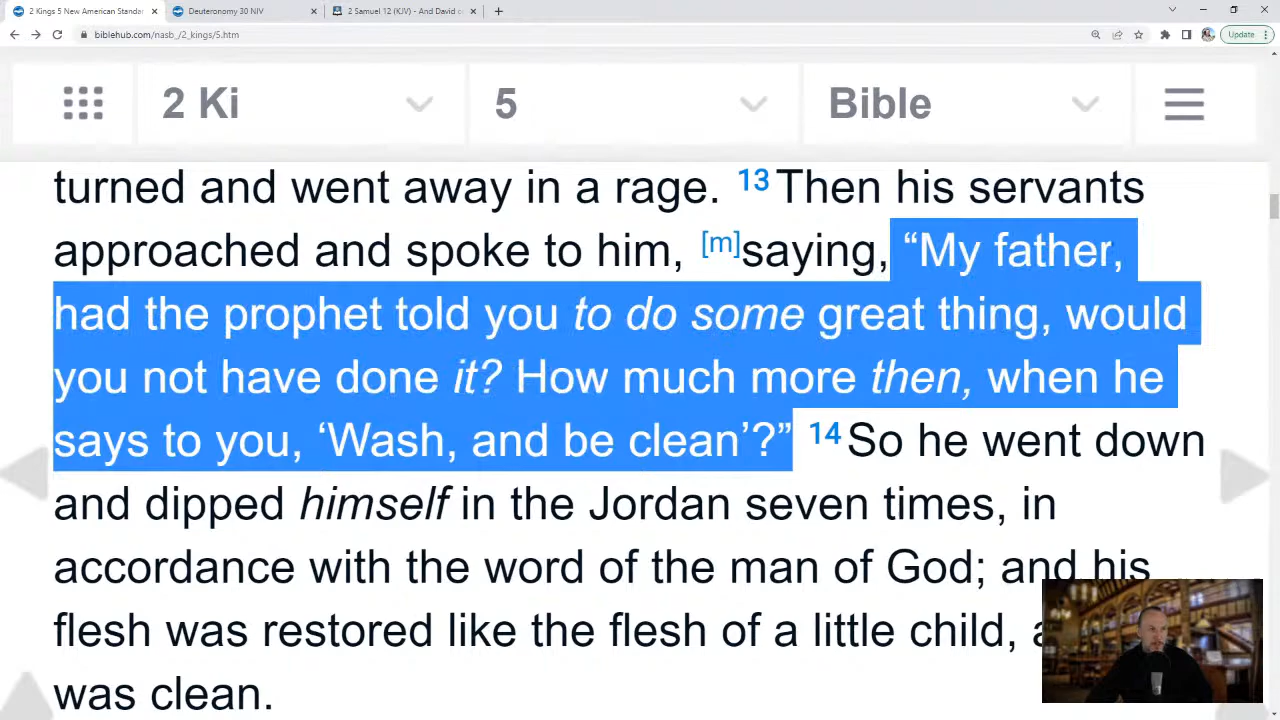 2 Kings 5 New American Standa
Deuteronomy 30 NIV
2 Samuel 12 (KJV) - And David c
biblehub.com/nasb_/2_kings/5.htm
Update
2 Ki
5
Bible
turned and went away in a rage. 13 Then his servants
approached and spoke to him, [m]saying, “My father,
had the prophet told you to do some great thing, would
you not have done it? How much more then, when he
says to you, ‘Wash, and be clean’?” 14 So he went down
and dipped himself in the Jordan seven times, in
accordance with the word of the man of God; and his
flesh was restored like the flesh of a little child,
was clean.